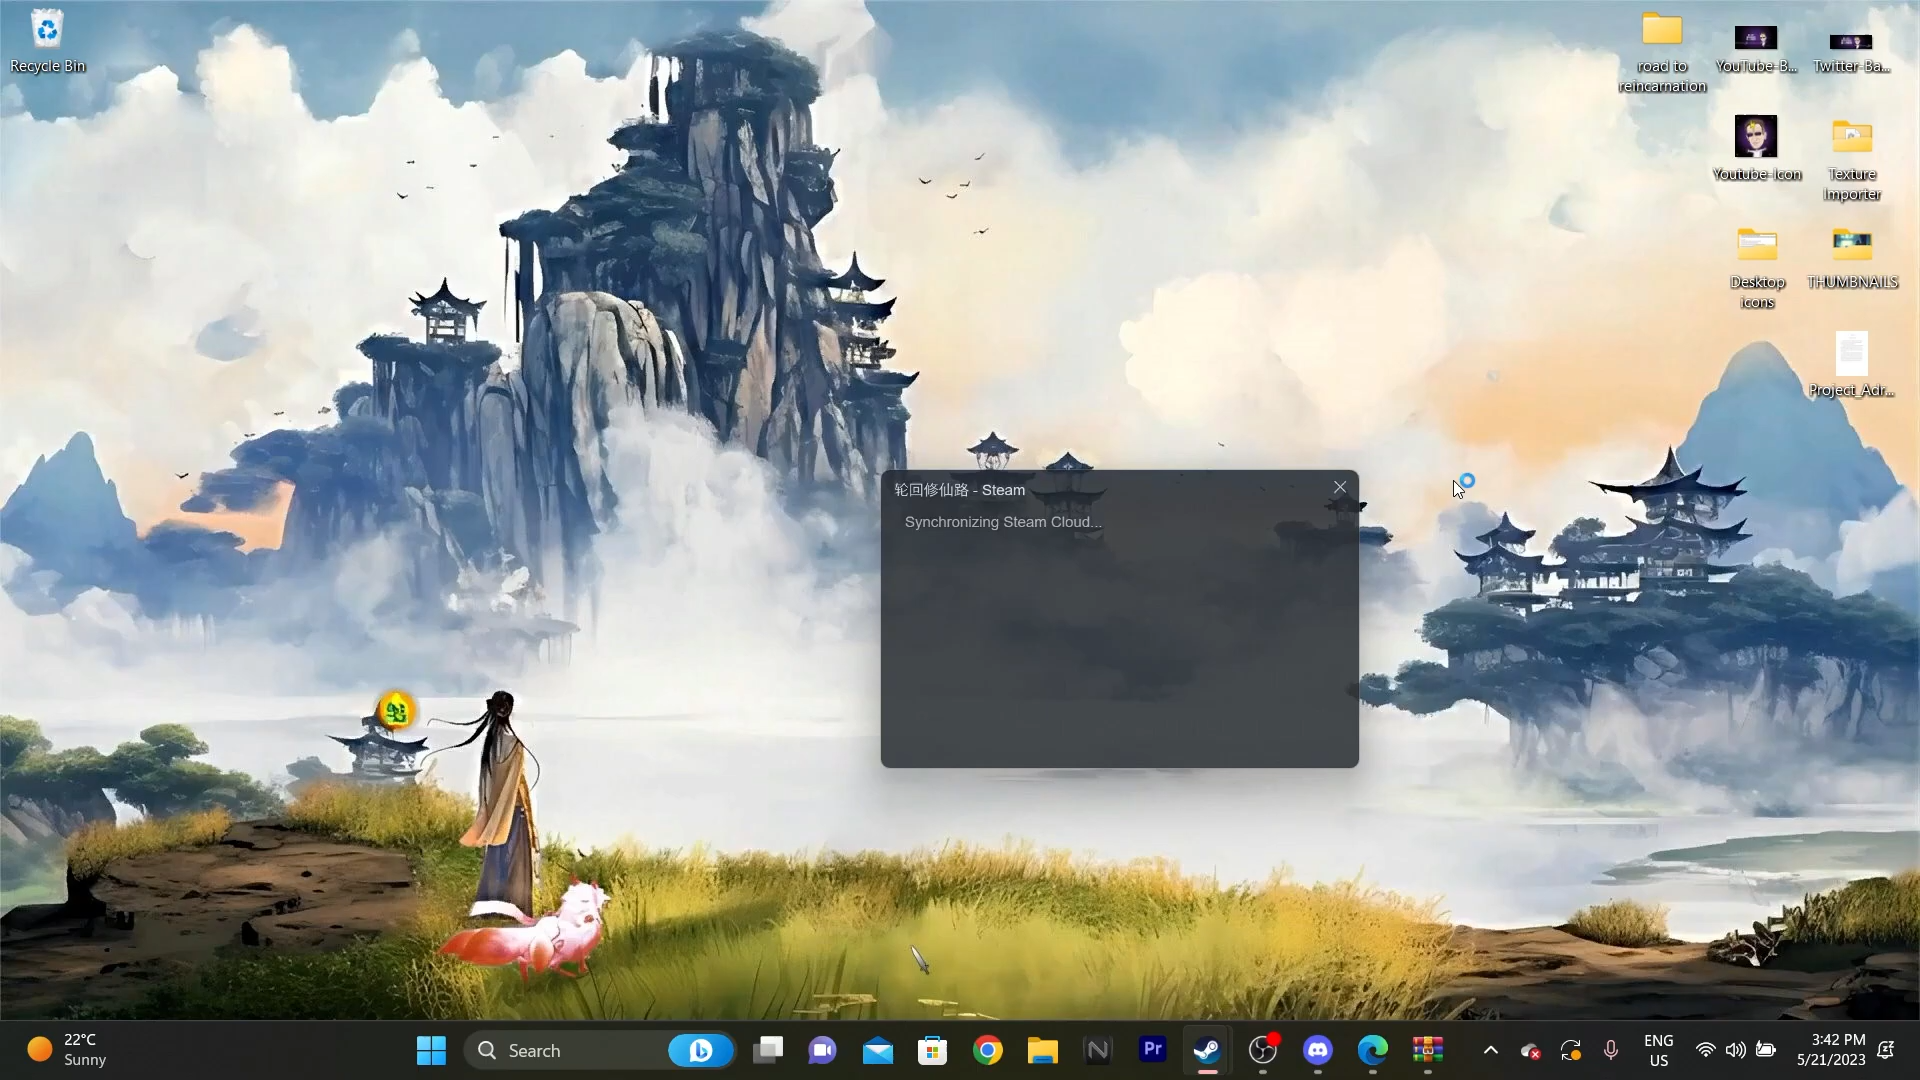 Recycle Bin
road to
reincarnation
YouTube-B...
Twitter-Ba...
Youtube-Icon
Texture
Importer
Desktop
icons
THUMBNAILS
Project_Adr...
轮回修仙路 - Steam
Synchronizing Steam Cloud...
22°C
Sunny
Search
Pr
ENG
US
3:42 PM
5/21/2023